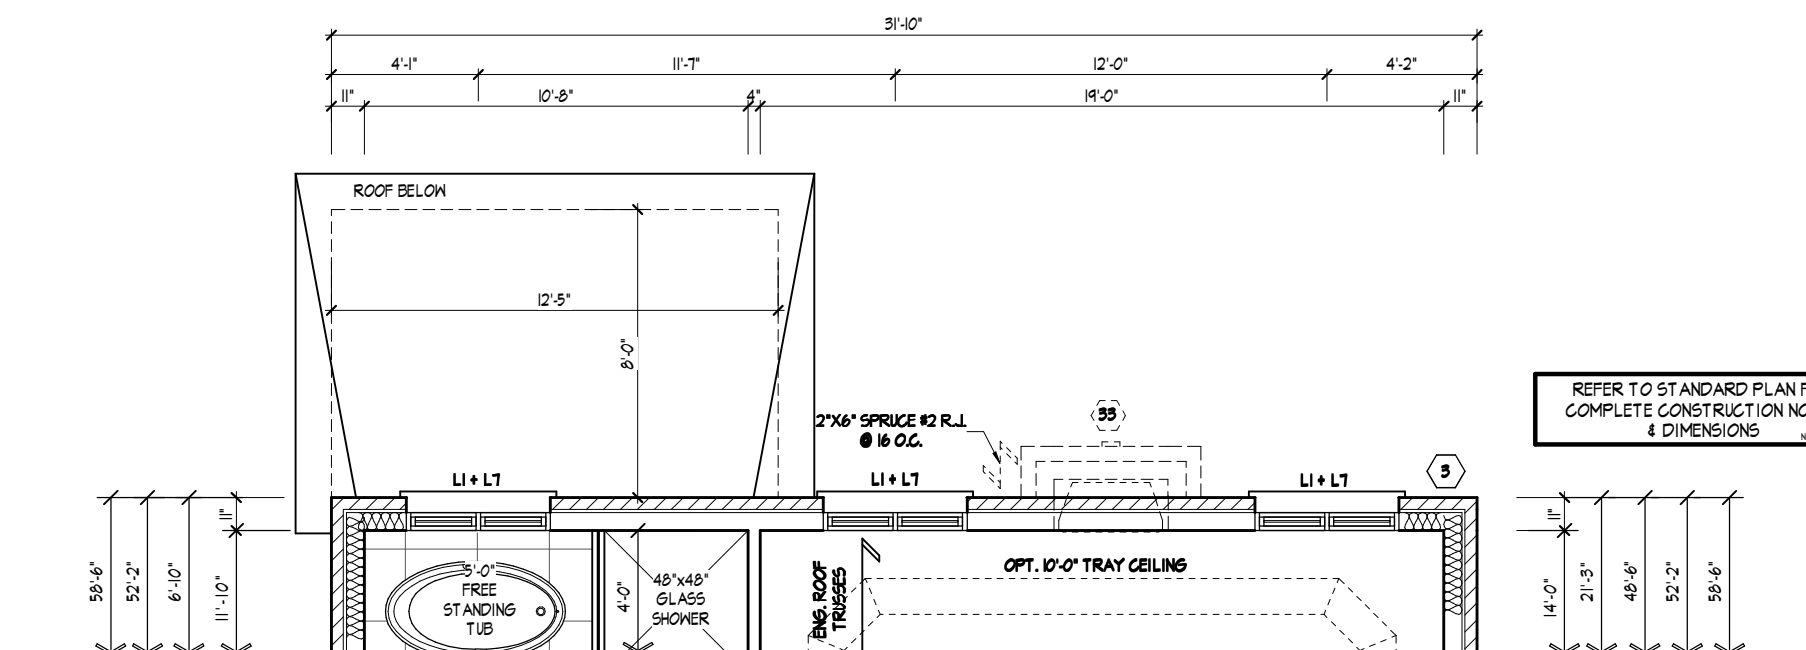 31'-10"
4'-1"
11'-7"
12'-0"
4'-2"
11"
10'-8"
4"
19'-0"
11"
ROOF BELOW
12'-5"
8'-0"
2"X6" SPRUCE #2 R.J.
@ 16 O.C.
33
REFER TO STANDARD PLAN F
COMPLETE CONSTRUCTION NO
& DIMENSIONS
N
3
L1 + L7
L1 + L7
L1 + L7
11"
58'-6"
52'-2"
6'-10"
11'-10"
5'-0"
FREE
STANDING
TUB
4'-0"
48"x48"
GLASS
SHOWER
ENG. ROOF
TRUSSES
OPT. 10'-0" TRAY CEILING
11"
14'-0"
21'-3"
48'-6"
52'-2"
58'-6"